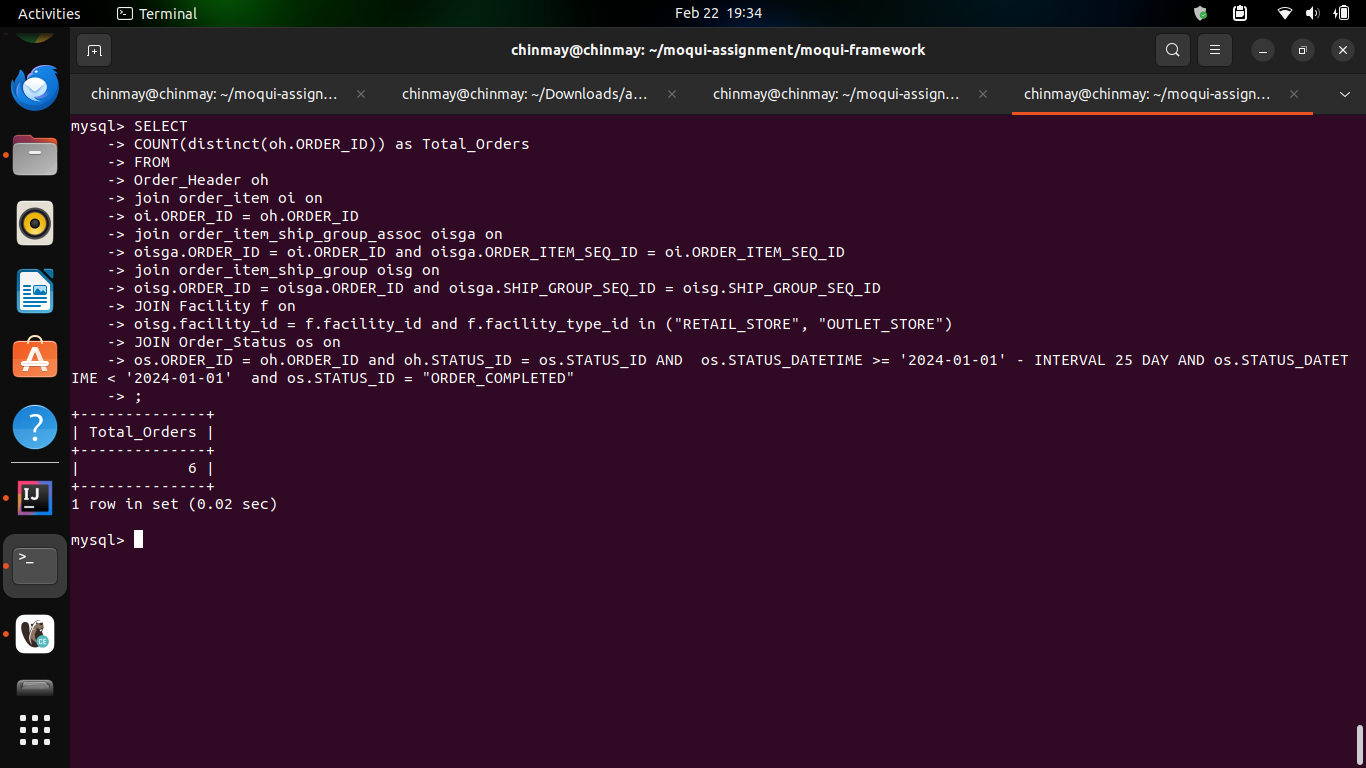 Activities
Terminal
Feb 22 19:34
chinmay@chinmay: ~/moqui-assignment/moqui-framework
chinmay@chinmay: ~/moqui-assign...
chinmay@chinmay: ~/Downloads/a...
chinmay@chinmay: ~/moqui-assign...
chinmay@chinmay: ~/moqui-assign...
mysql> SELECT
    -> COUNT(distinct(oh.ORDER_ID)) as Total_Orders
    -> FROM
    -> Order_Header oh
    -> join order_item oi on
    -> oi.ORDER_ID = oh.ORDER_ID
    -> join order_item_ship_group_assoc oisga on
    -> oisga.ORDER_ID = oi.ORDER_ID and oisga.ORDER_ITEM_SEQ_ID = oi.ORDER_ITEM_SEQ_ID
    -> join order_item_ship_group oisg on
    -> oisg.ORDER_ID = oisga.ORDER_ID and oisga.SHIP_GROUP_SEQ_ID = oisg.SHIP_GROUP_SEQ_ID
    -> JOIN Facility f on
    -> oisg.facility_id = f.facility_id and f.facility_type_id in ("RETAIL_STORE", "OUTLET_STORE")
    -> JOIN Order_Status os on
    -> os.ORDER_ID = oh.ORDER_ID and oh.STATUS_ID = os.STATUS_ID AND  os.STATUS_DATETIME >= '2024-01-01' - INTERVAL 25 DAY AND os.STATUS_DATET
IME < '2024-01-01'  and os.STATUS_ID = "ORDER_COMPLETED"
    -> ;
+--------------+
| Total_Orders |
+--------------+
|            6 |
+--------------+
1 row in set (0.02 sec)
mysql>
IJ
>_
CE